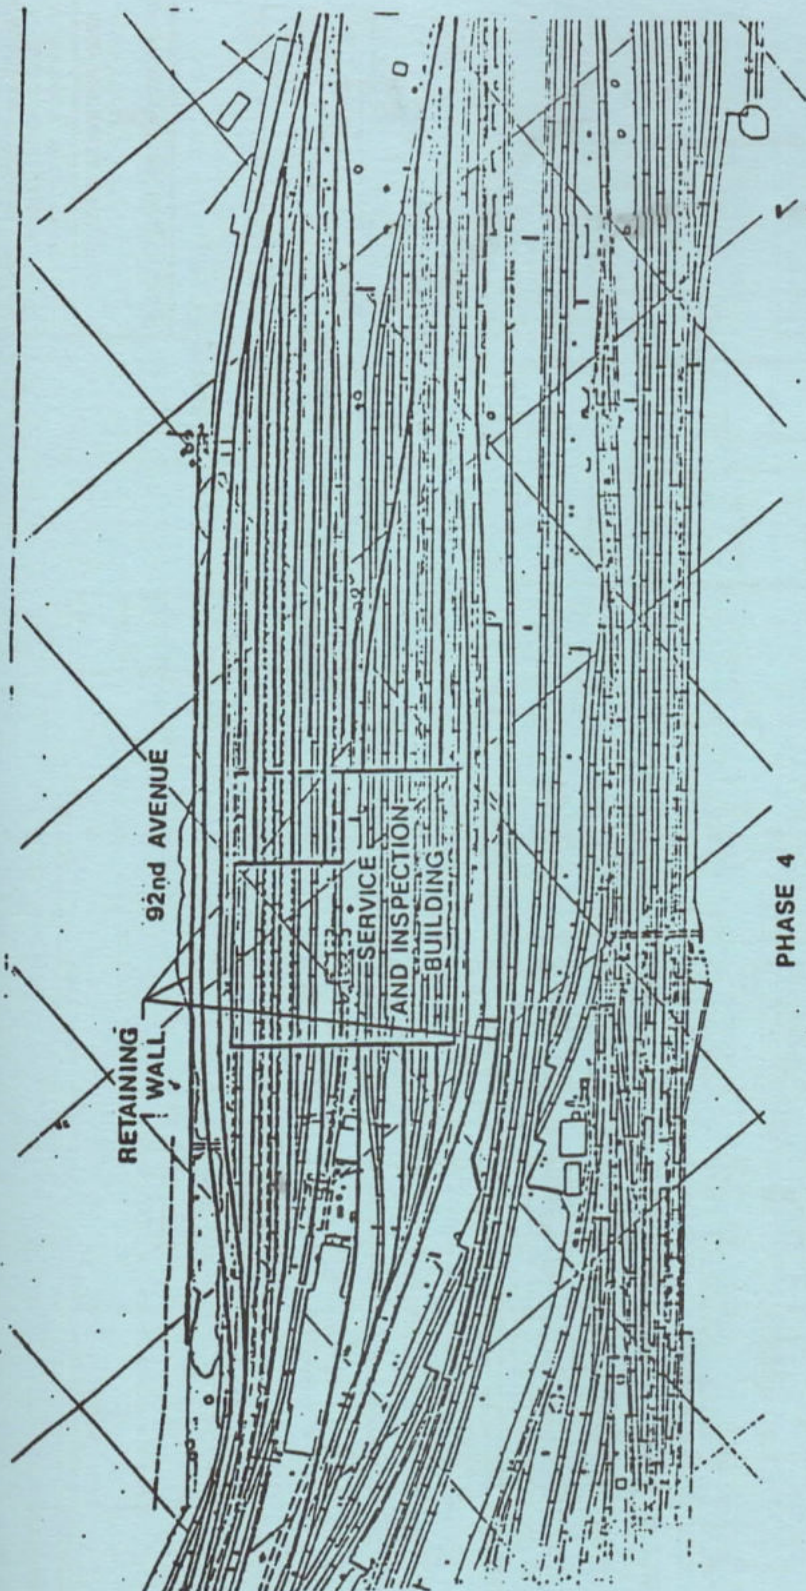 92nd AVENUE
RETAINING
WALL
SERVICE
AND INSPECTION
BUILDING
PHASE 4